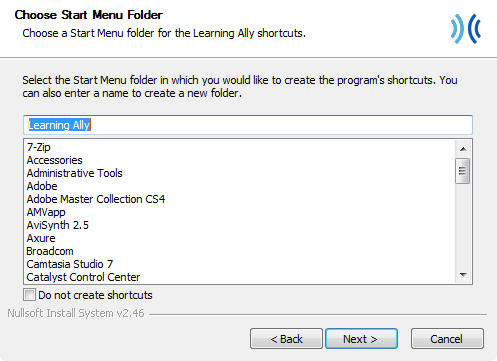 Choose Start Menu Folder
Choose a Start Menu folder for the Learning Ally shortcuts.
Select the Start Menu folder in which you would like to create the program's shortcuts. You
can also enter a name to create a new folder.
Learning Ally
7-Zip
Accessories
Administrative Tools
Adobe
Adobe Master Collection CS4
AMVapp
AviSynth 2.5
Axure
Broadcom
Camtasia Studio 7
Catalyst Control Center
Do not create shortcuts
Nullsoft Install System v2.46
< Back
Next >
Cancel